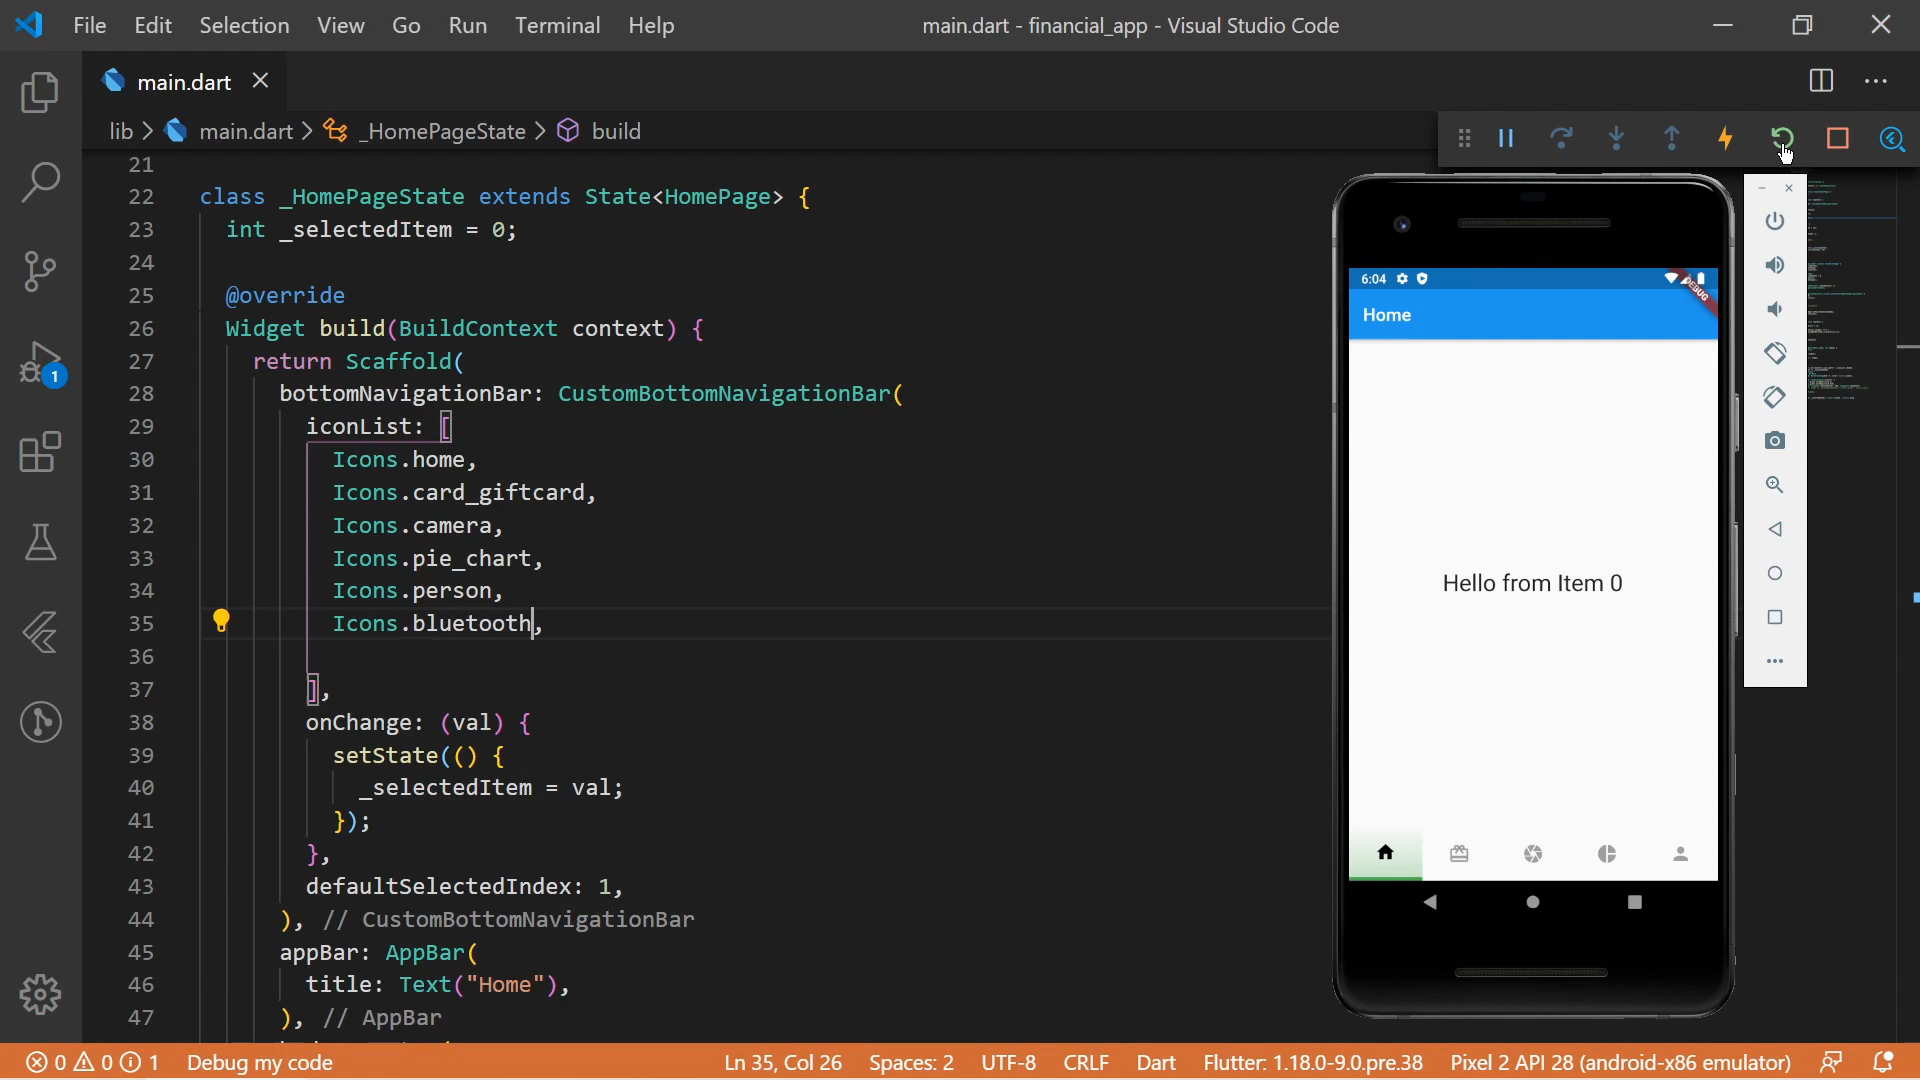 File Edit Selection View Go Run Terminal Help main.dart - financial_app - Visual Studio Code
main.dart
lib > main.dart > _HomePageState > build
21
22 class _HomePageState extends State<HomePage> {
23 int _selectedItem = 0;
24
25 @override
26 Widget build(BuildContext context) {
27 return Scaffold(
28 bottomNavigationBar: CustomBottomNavigationBar(
29 iconList: [
30 Icons.home,
31 Icons.card_giftcard,
32 Icons.camera,
33 Icons.pie_chart,
34 Icons.person,
35 Icons.bluetooth,
36
37 ],
38 onChange: (val) {
39 setState(() {
40 _selectedItem = val;
41 });
42 },
43 defaultSelectedIndex: 1,
44 ), // CustomBottomNavigationBar
45 appBar: AppBar(
46 title: Text("Home"),
47 ), // AppBar
1
6:04
DEBUG
Home
Hello from Item 0
0 0 1 Debug my code Ln 35, Col 26 Spaces: 2 UTF-8 CRLF Dart Flutter: 1.18.0-9.0.pre.38 Pixel 2 API 28 (android-x86 emulator)